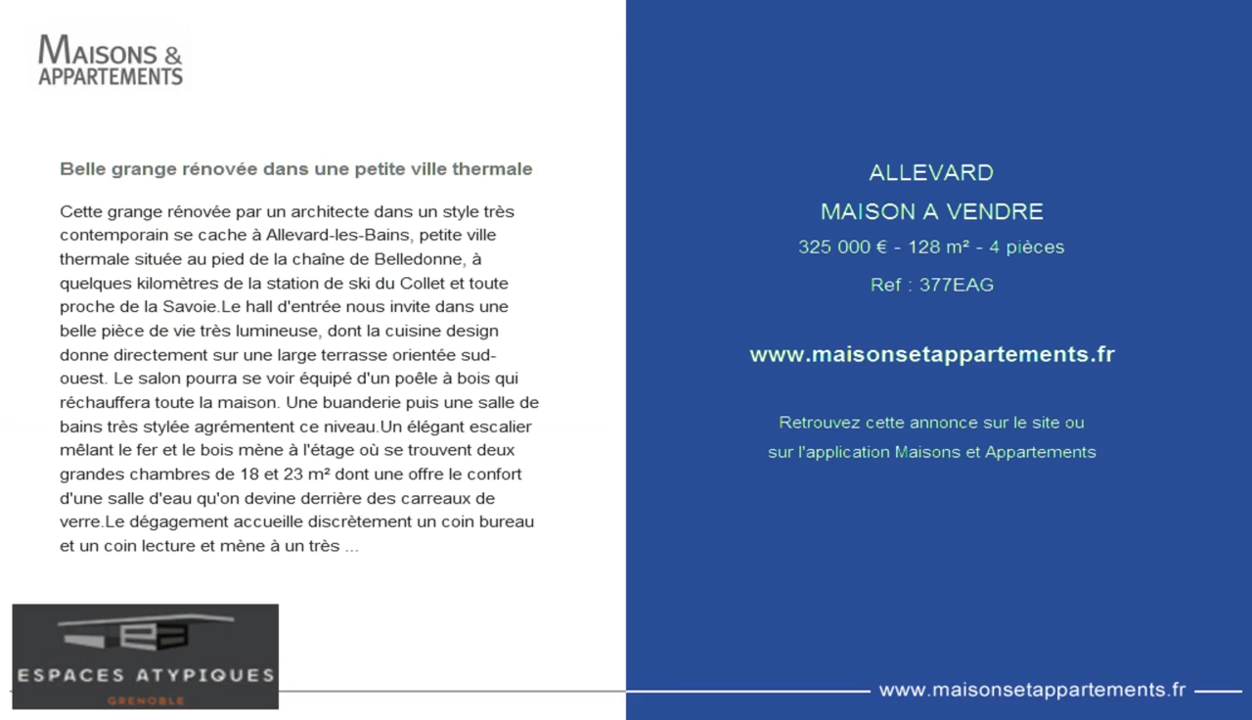 MAISONS &
APPARTEMENTS
Belle grange rénovée dans une petite ville thermale
Cette grange rénovée par un architecte dans un style très
contemporain se cache à Allevard-les-Bains, petite ville
thermale située au pied de la chaîne de Belledonne, à
quelques kilomètres de la station de ski du Collet et toute
proche de la Savoie.Le hall d'entrée nous invite dans une
belle pièce de vie très lumineuse, dont la cuisine design
donne directement sur une large terrasse orientée sud-
ouest. Le salon pourra se voir équipé d'un poêle à bois qui
réchauffera toute la maison. Une buanderie puis une salle de
bains très stylée agrémentent ce niveau.Un élégant escalier
mêlant le fer et le bois mène à l'étage où se trouvent deux
grandes chambres de 18 et 23 m² dont une offre le confort
d'une salle d'eau qu'on devine derrière des carreaux de
verre.Le dégagement accueille discrètement un coin bureau
et un coin lecture et mène à un très ...
ESPACES ATYPIQUES
GRENOBLE
ALLEVARD
MAISON A VENDRE
325 000 € - 128 m² - 4 pièces
Ref : 377EAG
www.maisonsetappartements.fr
Retrouvez cette annonce sur le site ou
sur l'application Maisons et Appartements
www.maisonsetappartements.fr